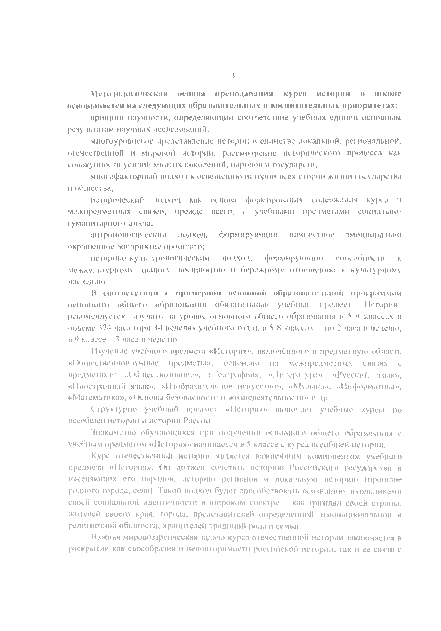 Методологическая основа преподавания курса истории в школе
основывается на следующих образовательных и воспитательных приоритетах:
принцип научности, определяющий соответствие учебных единиц основным
результатам научных исследований;
многоуровневое представление истории в единстве локальной, региональной,
отечественной и мировой истории, рассмотрение исторического процесса как
совокупности усилий многих поколений, народов и государств;
многофакторный подход к освещению истории всех сторон жизни государства
и общества;
исторический подход как основа формирования содержания курса и
межпредметных связей, прежде всего, с учебными предметами социально-
гуманитарного цикла;
антропологический подход, формирующий личностное эмоционально
окрашенное восприятие прошлого;
историко-культурологический подход, формирующий способности к
межкультурному диалогу, восприятию и бережному отношению к культурному
наследию.
В соответствии с примерной основной образовательной программой
основного общего образования обязательный учебный предмет «История»
рекомендуется изучать на уровне основного общего образования в 5-9 классах в
объеме 374 часа (при 34 неделях учебного года), в 5-8 классах – по 2 часа в неделю,
в 9 классе – 3 часа в неделю.
Изучение учебного предмета «История», включённого в предметную область
«Общественнонаучные предметы», основано на межпредметных связях с
предметами: «Обществознание», «География», «Литература», «Русский язык»,
«Иностранный язык», «Изобразительное искусство», «Музыка», «Информатика»,
«Математика», «Основы безопасности и жизнедеятельности» и др.
Структурно учебный предмет «История» включает учебные курсы по
всеобщей истории и истории России.
Знакомство обучающихся при получении основного общего образования с
учебным предметом «История» начинается в 5 классе с курса всеобщей истории.
Курс отечественной истории является важнейшим компонентом учебного
предмета «История». Он должен сочетать историю Российского государства и
населяющих его народов, историю регионов и локальную историю (прошлое
родного города, села). Такой подход будет способствовать осознанию школьниками
своей социальной идентичности в широком спектре – как граждан своей страны,
жителей своего края, города, представителей определенной этнонациональной и
религиозной общности, хранителей традиций рода и семьи.
Важная мировоззренческая задача курса отечественной истории заключается в
раскрытии как своеобразия и неповторимости российской истории, так и ее связи с